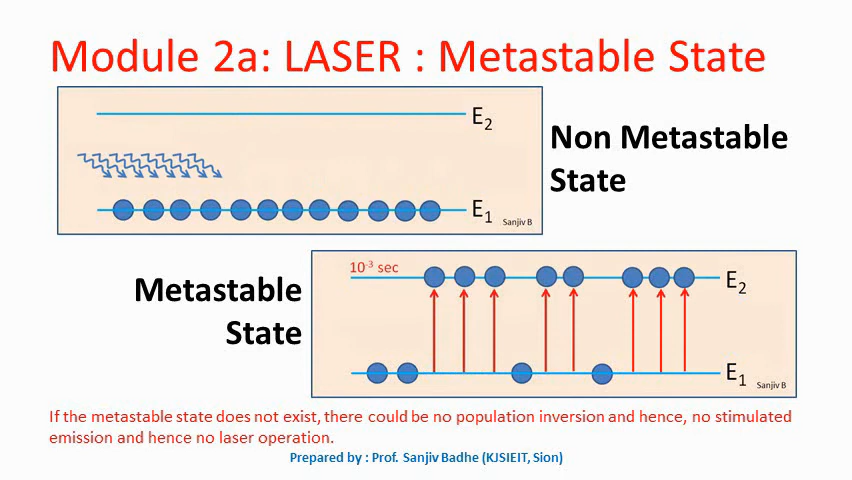 Module 2a: LASER : Metastable State
E2
Non Metastable
State
E1
Sanjiv B
10-3 sec
E2
Metastable
State
E1
Sanjiv B
If the metastable state does not exist, there could be no population inversion and hence, no stimulated
emission and hence no laser operation.
Prepared by : Prof. Sanjiv Badhe (KJSIEIT, Sion)